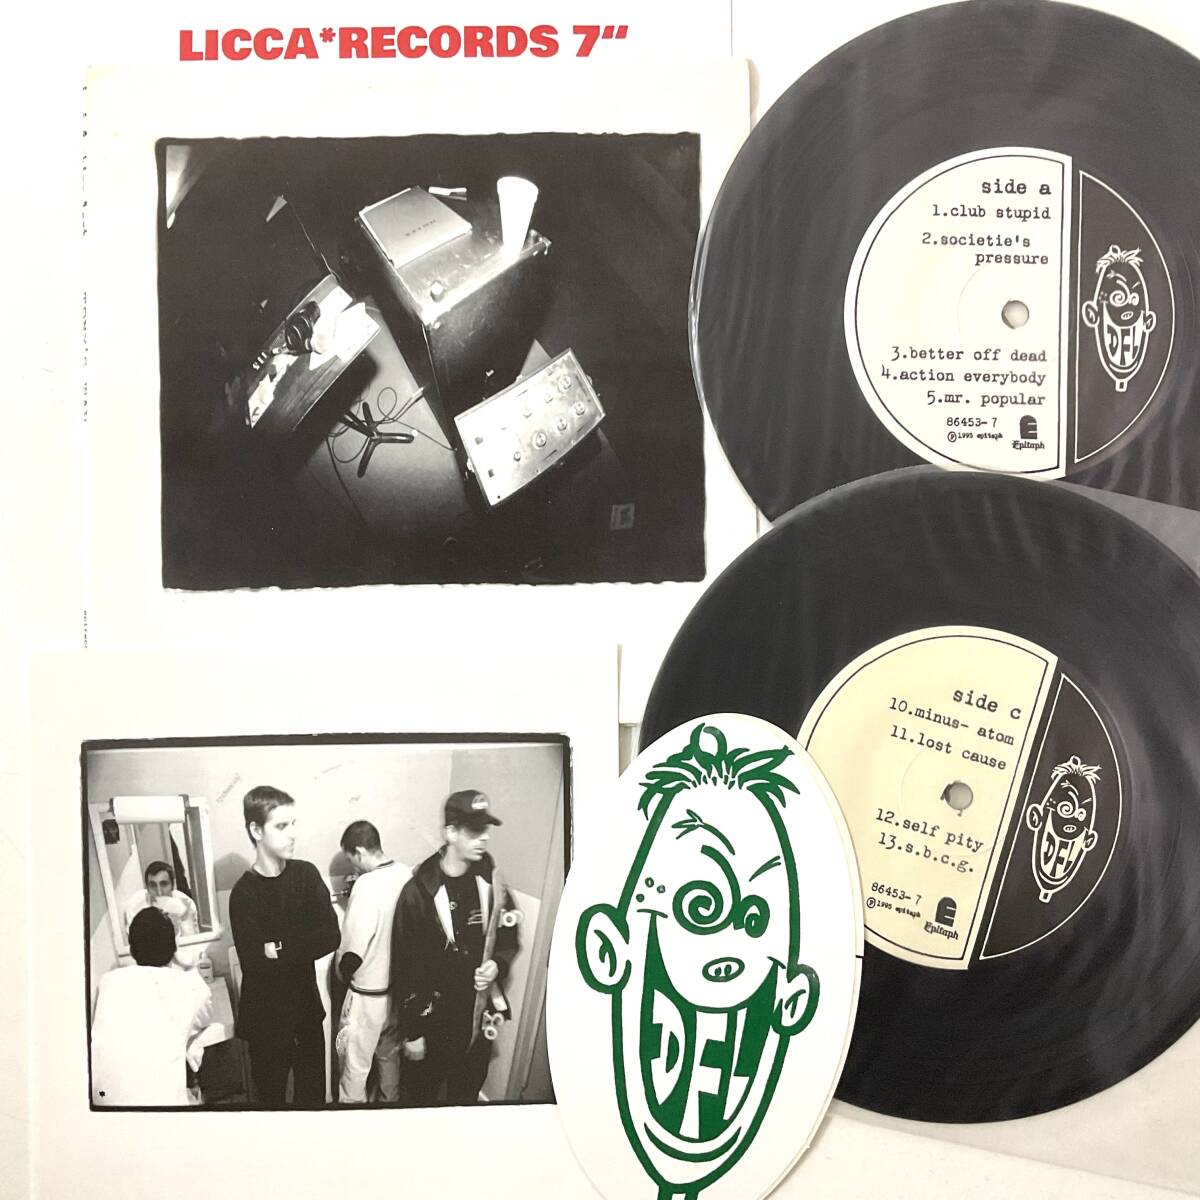 LICCA*RECORDS 7"
side a
1.club stupid
2.societie's
pressure
3.better off dead
4.action everybody
5.mr. popular
86453-7
℗1995 epitaph
Epitaph
DFL
side c
10.minus- atom
11.lost cause
12.self pity
13.s.b.c.g.
86453-7
℗1995 epitaph
Epitaph
DFL
DFL